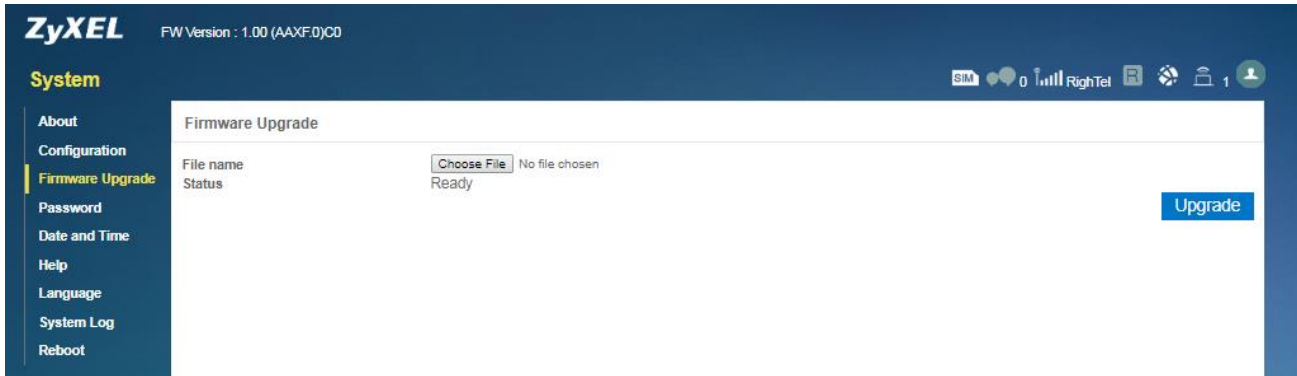 ZyXEL FW Version : 1.00 (AAXF.0)C0
System
SIM 0 RighTel R 1
About
Configuration
Firmware Upgrade
Password
Date and Time
Help
Language
System Log
Reboot
Firmware Upgrade
File name Choose File No file chosen
Status Ready
Upgrade